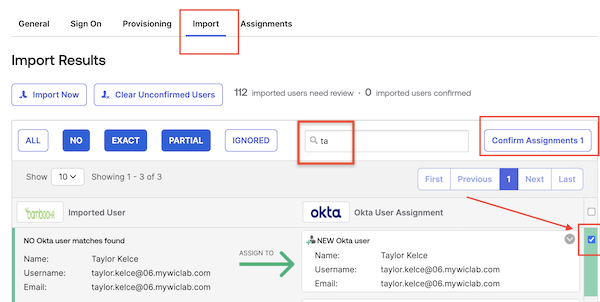 General Sign On Provisioning Import Assignments
Import Results
Import Now Clear Unconfirmed Users 112 imported users need review • 0 imported users confirmed
ALL NO EXACT PARTIAL IGNORED ta Confirm Assignments 1
Show 10 Showing 1 - 3 of 3 First Previous 1 Next Last
bambooHR Imported User okta Okta User Assignment
NO Okta user matches found
NEW Okta user
Name: Taylor Kelce
Username: taylor.kelce@06.mywiclab.com
Email: taylor.kelce@06.mywiclab.com
ASSIGN TO
Name: Taylor Kelce
Username: taylor.kelce@06.mywiclab.com
Email: taylor.kelce@06.mywiclab.com